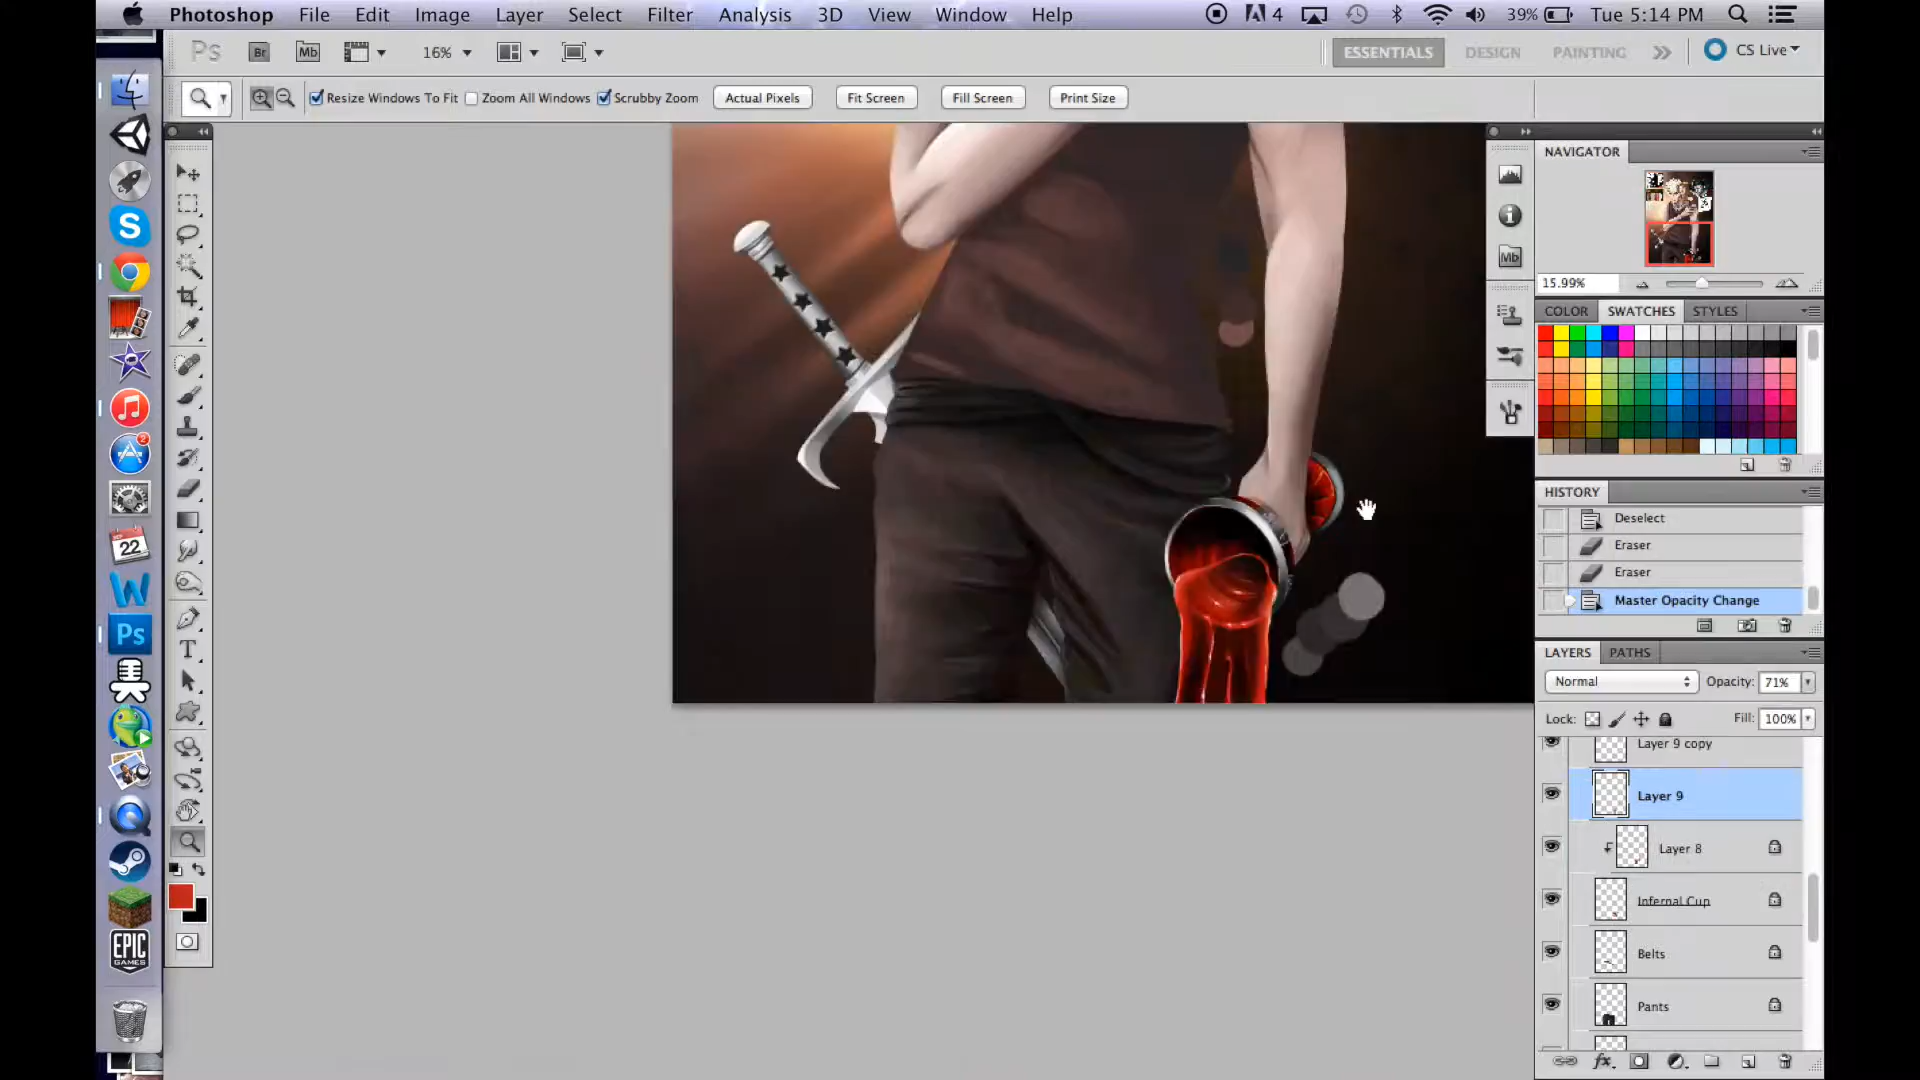 Photoshop File Edit Image Layer Select Filter Analysis 3D View Window Help 4 39% Tue 5:14 PM
Ps Br Mb 16% ESSENTIALS DESIGN PAINTING CS Live
Resize Windows To Fit Zoom All Windows Scrubby Zoom Actual Pixels Fit Screen Fill Screen Print Size
NAVIGATOR
Mb
15.99%
COLOR SWATCHES STYLES
HISTORY
Deselect
Eraser
Eraser
Master Opacity Change
LAYERS PATHS
Normal Opacity: 71%
Lock: Fill: 100%
Layer 9 copy
Layer 9
Layer 8
Infernal Cup
Belts
Pants
fx
T
S
2
22
W
Ps
EPIC
GAMES